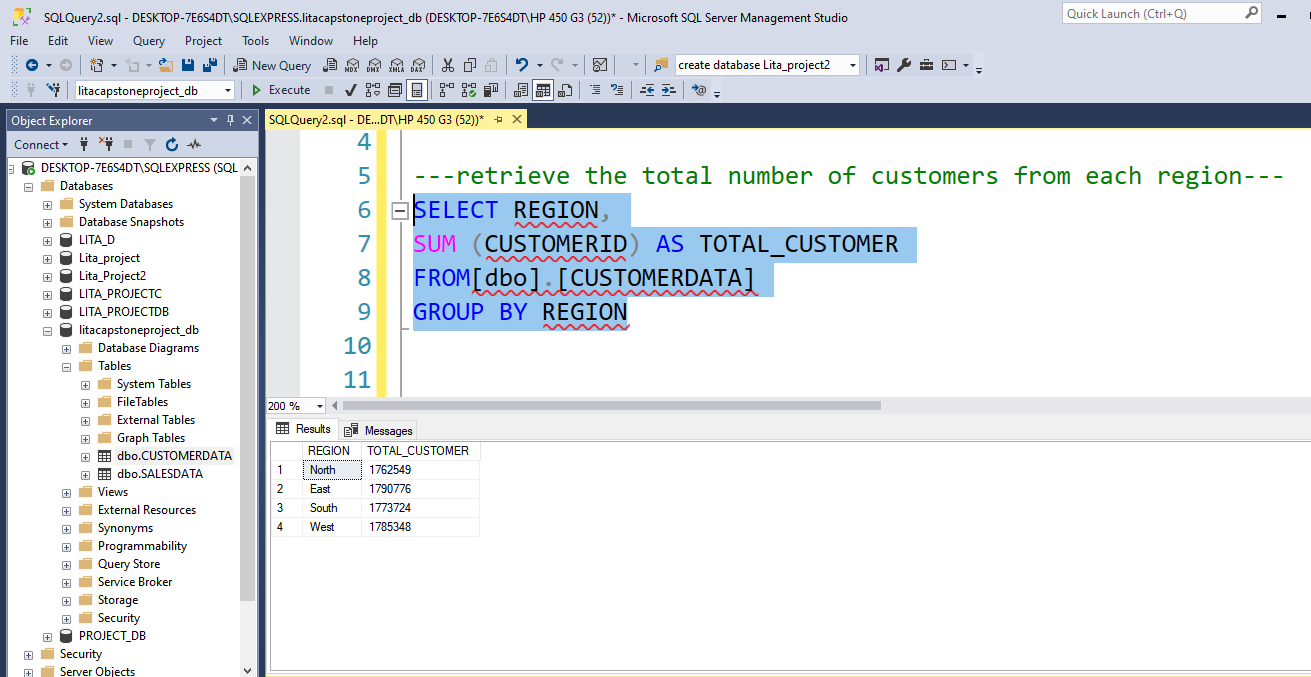 SQLQuery2.sql - DESKTOP-7E6S4DT\SQLEXPRESS.litacapstoneproject_db (DESKTOP-7E6S4DT\HP 450 G3 (52))* - Microsoft SQL Server Management Studio
Quick Launch (Ctrl+Q)
File Edit View Query Project Tools Window Help
New Query MDX DMX XMLA DAX create database Lita_project2
litacapstoneproject_db Execute
Object Explorer
SQLQuery2.sql - DE...DT\HP 450 G3 (52))*
Connect
DESKTOP-7E6S4DT\SQLEXPRESS (SQL
Databases
System Databases
Database Snapshots
LITA_D
Lita_project
Lita_Project2
LITA_PROJECTC
LITA_PROJECTDB
litacapstoneproject_db
Database Diagrams
Tables
System Tables
FileTables
External Tables
Graph Tables
dbo.CUSTOMERDATA
dbo.SALESDATA
Views
External Resources
Synonyms
Programmability
Query Store
Service Broker
Storage
Security
PROJECT_DB
Security
Server Objects
4
5 ---retrieve the total number of customers from each region---
6 SELECT REGION,
7 SUM (CUSTOMERID) AS TOTAL_CUSTOMER
8 FROM[dbo].[CUSTOMERDATA]
9 GROUP BY REGION
10
11
200 %
Results Messages
REGION TOTAL_CUSTOMER
1 North 1762549
2 East 1790776
3 South 1773724
4 West 1785348